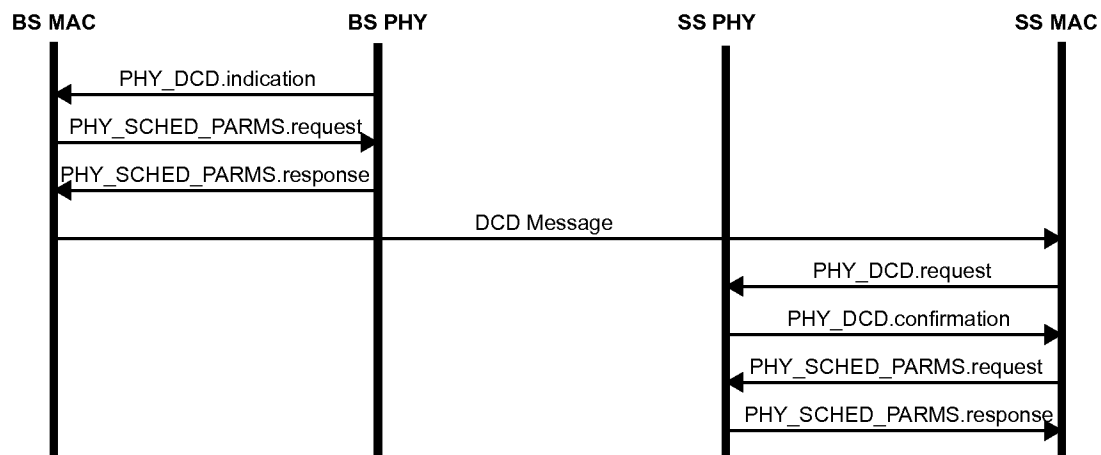 BS MAC
BS PHY
SS PHY
SS MAC
PHY_DCD.indication
PHY_SCHED_PARMS.request
PHY_SCHED_PARMS.response
DCD Message
PHY_DCD.request
PHY_DCD.confirmation
PHY_SCHED_PARMS.request
PHY_SCHED_PARMS.response